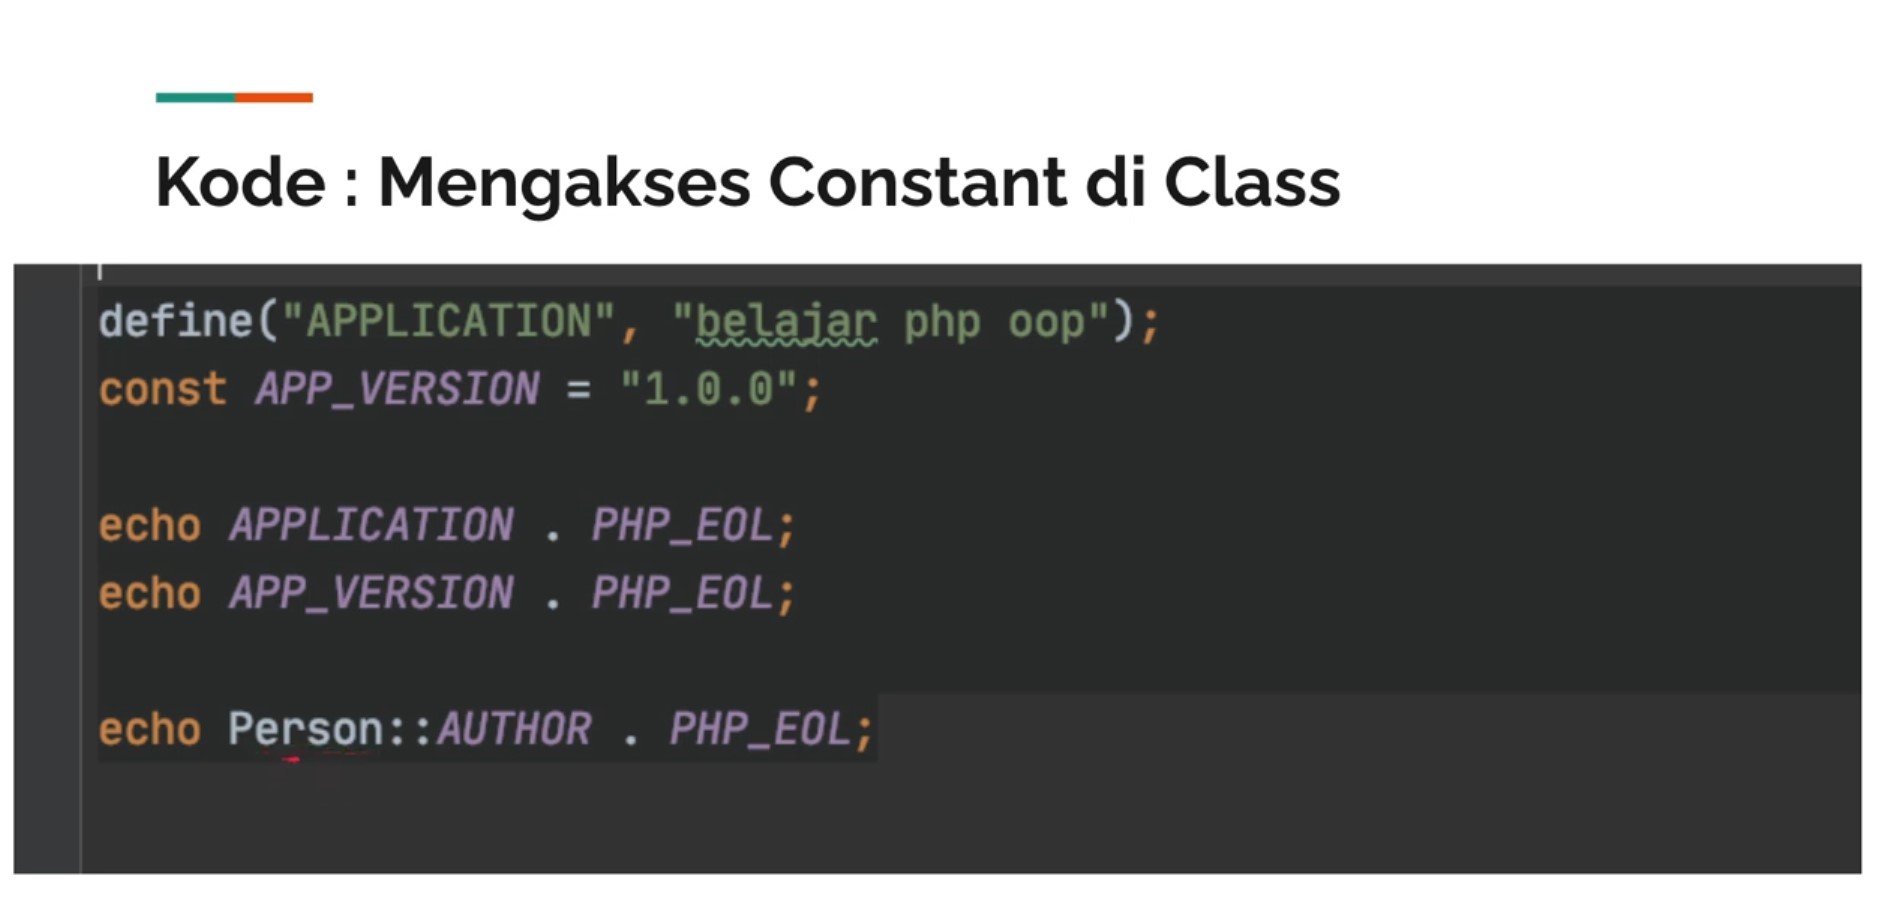 Kode : Mengakses Constant di Class
define("APPLICATION", "belajar php oop");
const APP_VERSION = "1.0.0";
echo APPLICATION . PHP_EOL;
echo APP_VERSION . PHP_EOL;
echo Person::AUTHOR . PHP_EOL;